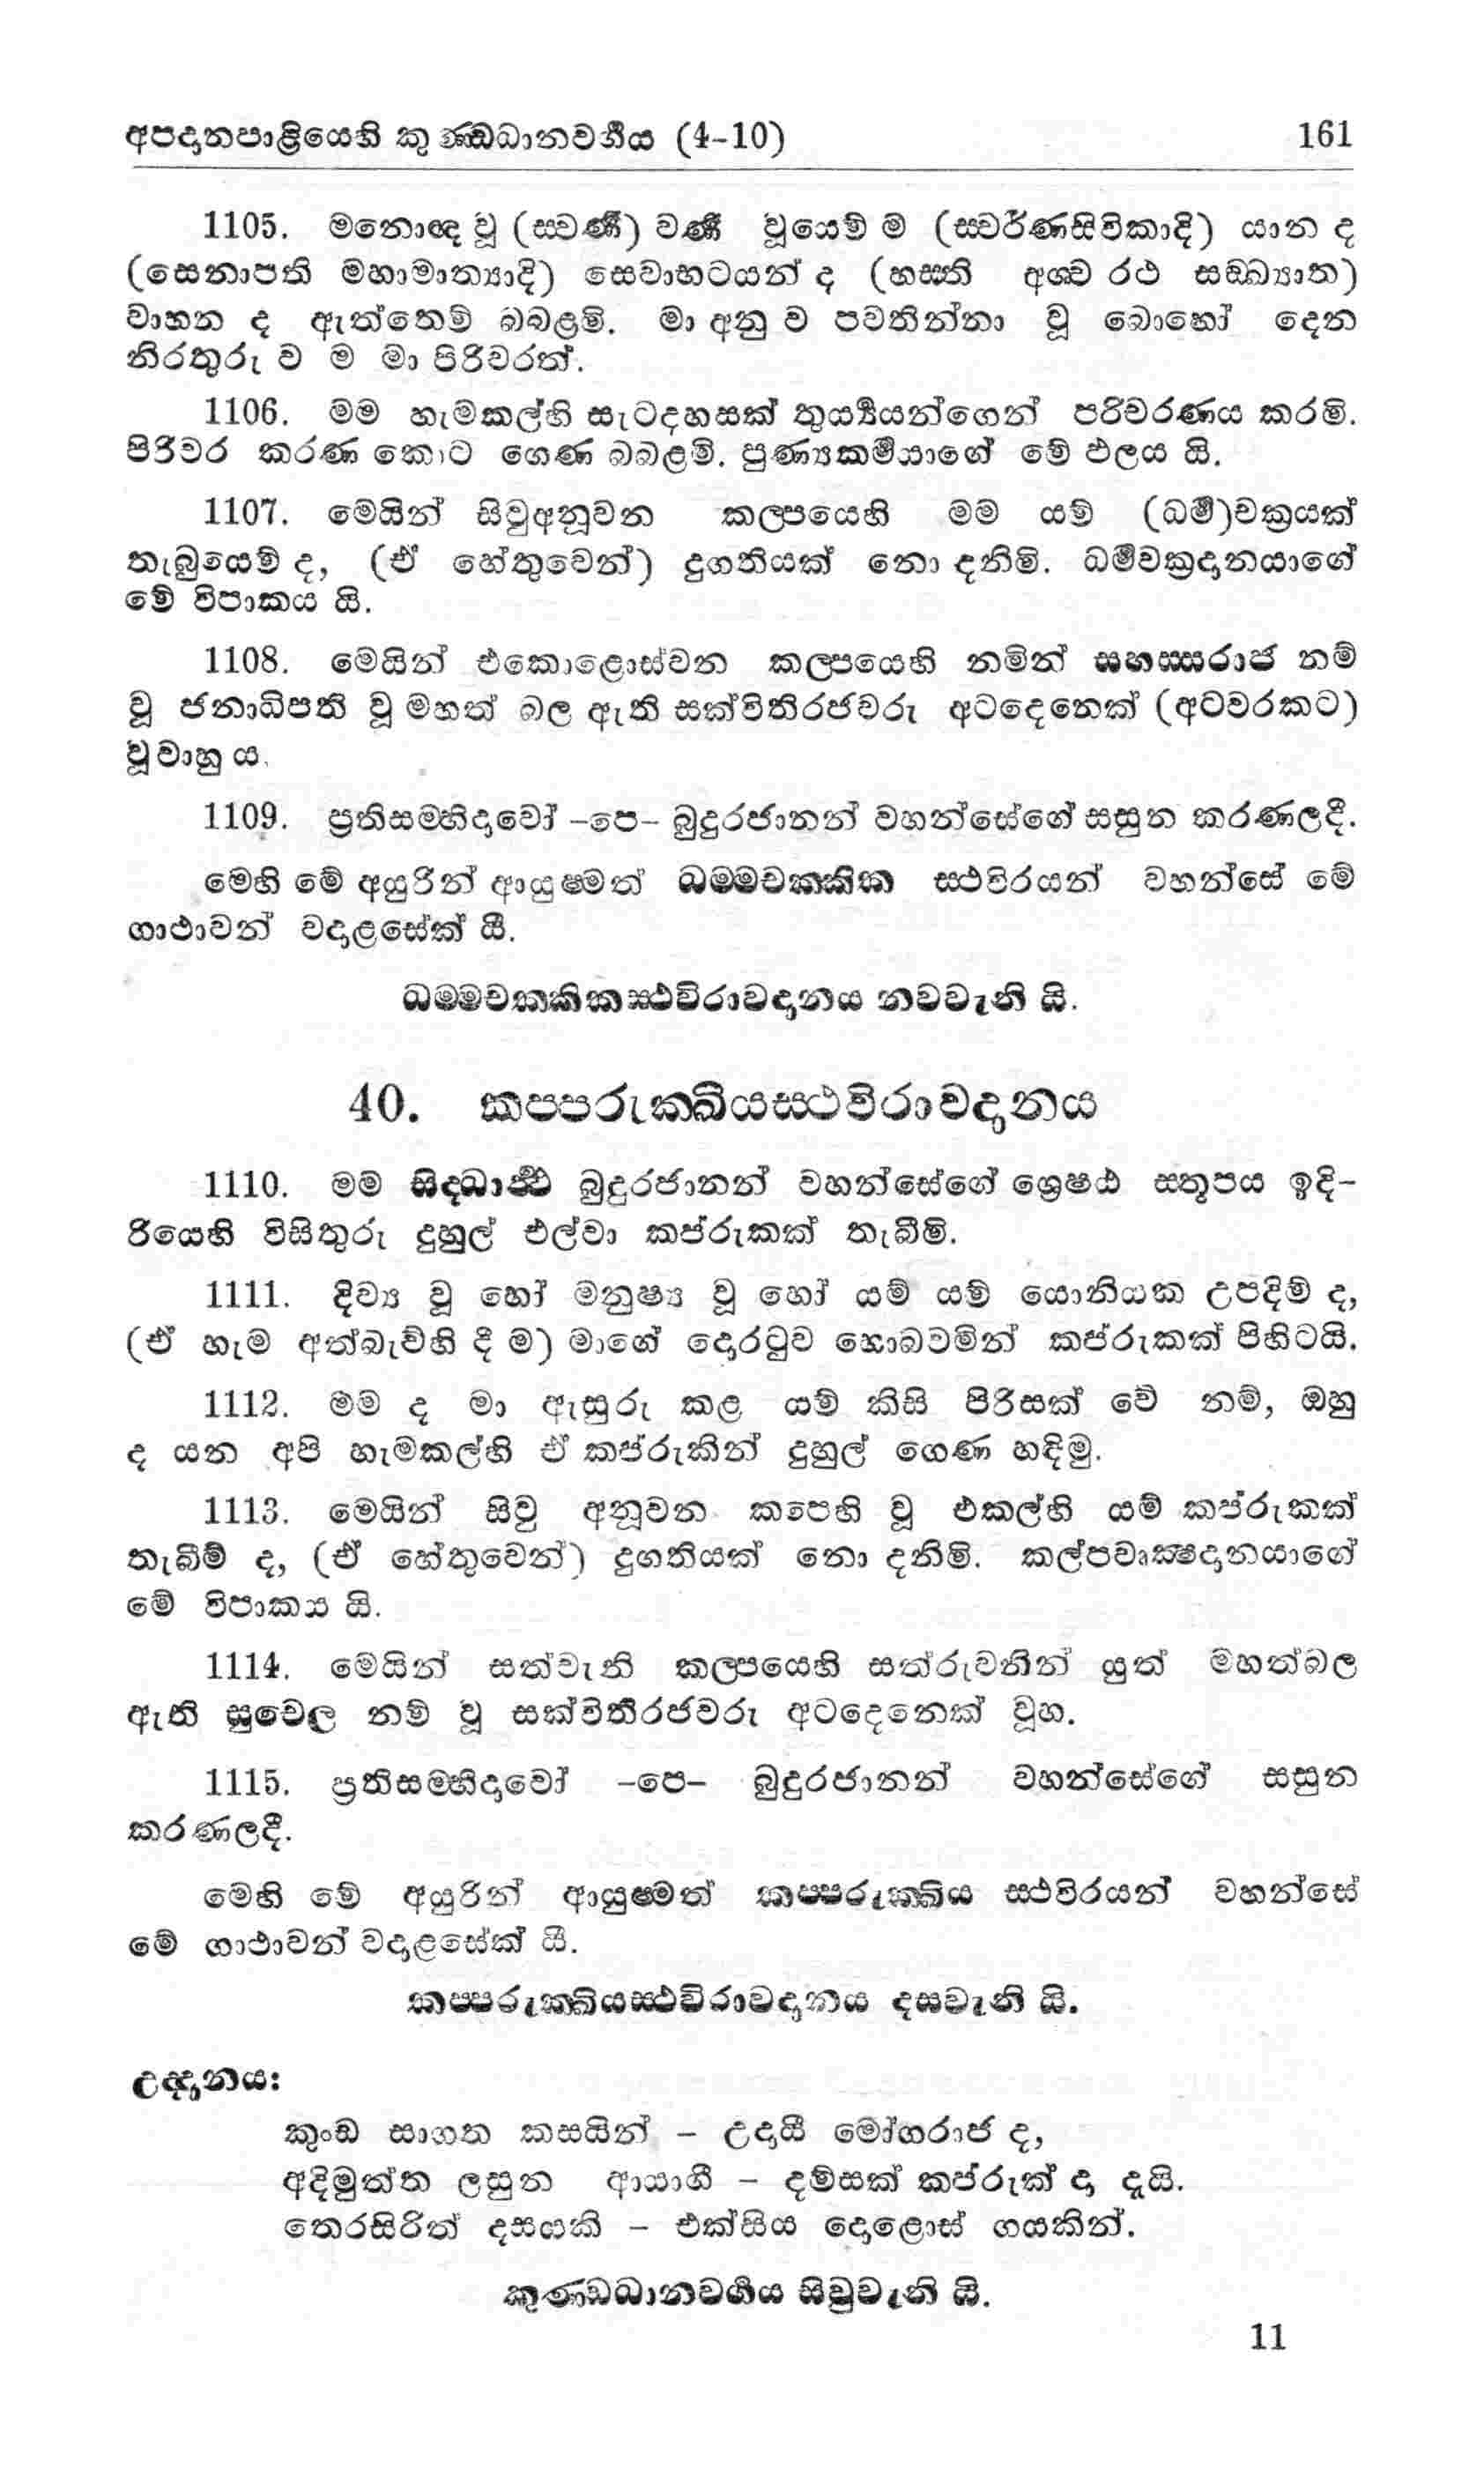 අපදානපාළියෙහි කුණ්ඩධානවර්‍ගය (4-10) 161
1105. මනොඥ වූ (ස්වර්‍ණ) වර්‍ණ වූයෙම් ම (ස්වර්ණසිවිකාදි) යාන ද
(සෙනාපති මහාමාත්‍යාදි) සෙවාභටයන් ද (හස්ති අශ්ව රථ සඞ්ඛ්‍යාත)
වාහන ද ඇත්තෙම් බබළමි. මා අනු ව පවතින්නා වූ බොහෝ දෙන
නිරතුරු ව ම මා පිරිවරත්.
1106. මම හැමකල්හි සැටදහසක් තුර්‍ය්‍යයන්ගෙන් පරිචරණය කරමි.
පිරිවර කරණ කොට ගෙණ බබළමි. පුණ්‍යකර්‍මයාගේ මේ ඵලය යි.
1107. මෙයින් සිවුඅනූවන කල්පයෙහි මම යම් (ධර්‍ම)චක්‍රයක්
තැබුයෙම් ද, (ඒ හේතුවෙන්) දුගතියක් නො දනිමි. ධර්‍මචක්‍රදානයාගේ
මේ විපාකය යි.
1108. මෙයින් එකොළොස්වන කල්පයෙහි නමින් සහස්සරාජ නම්
වූ ජනාධිපති වූ මහත් බල ඇති සක්විතිරජවරු අටදෙනෙක් (අටවරකට)
වූවාහු ය.
1109. ප්‍රතිසම්භිදාවෝ -පෙ- බුදුරජානන් වහන්සේගේ සසුන කරණලදී.
මෙහි මේ අයුරින් ආයුෂ්මත් ධම්මචක්කික ස්ථවිරයන් වහන්සේ මේ
ගාථාවන් වදාළසේක් යී.
ධම්මචක්කිකස්ථවිරාවදානය නවවැනි යි.
40. කප්පරුක්ඛියස්ථවිරාවදානය
1110. මම සිද්ධාර්‍ත්‍ථ බුදුරජානන් වහන්සේගේ ශ්‍රෙෂ්ඨ ස්තූපය ඉදි-
රියෙහි විසිතුරු දුහුල් එල්වා කප්රුකක් තැබීමි.
1111. දිව්‍ය වූ හෝ මනුෂ්‍ය වූ හෝ යම් යම් යොනියක උපදිම් ද,
(ඒ හැම අත්බැව්හි දී ම) මාගේ දොරටුව හොබවමින් කප්රුකක් පිහිටයි.
1112. මම ද මා ඇසුරු කළ යම් කිසි පිරිසක් වේ නම්, ඔහු
ද යන අපි හැමකල්හි ඒ කප්රුකින් දුහුල් ගෙණ හඳිමු.
1113. මෙයින් සිවු අනූවන කපෙහි වූ එකල්හි යම් කප්රුකක්
තැබීම් ද, (ඒ හේතුවෙන්) දුගතියක් නො දනිමි. කල්පවෘක්ෂදානයාගේ
මේ විපාකය යි.
1114. මෙයින් සත්වැනි කල්පයෙහි සත්රුවනින් යුත් මහත්බල
ඇති සුචෙල නම් වූ සක්විතිරජවරු අටදෙනෙක් වූහ.
1115. ප්‍රතිසම්භිදාවෝ -පෙ- බුදුරජානන් වහන්සේගේ සසුන
කරණලදී.
මෙහි මේ අයුරින් ආයුෂ්මත් කප්පරුක්ඛිය ස්ථවිරයන් වහන්සේ
මේ ගාථාවන් වදාළසේක් යී.
කප්පරුක්ඛියස්ථවිරාවදානය දසවැනි යි.
උද්දානය:
කුංඩ සාගත කසයින් - උදායී මෝගරාජ ද,
අදිමුත්ත ලසුන ආයාගී - දම්සක් කප්රුක් දා දැයි.
තෙරසිරිත් දසයකි - එක්සිය දොළොස් ගයකින්.
කුණ්ඩධානවර්‍ගය සිවුවැනි යි.
11